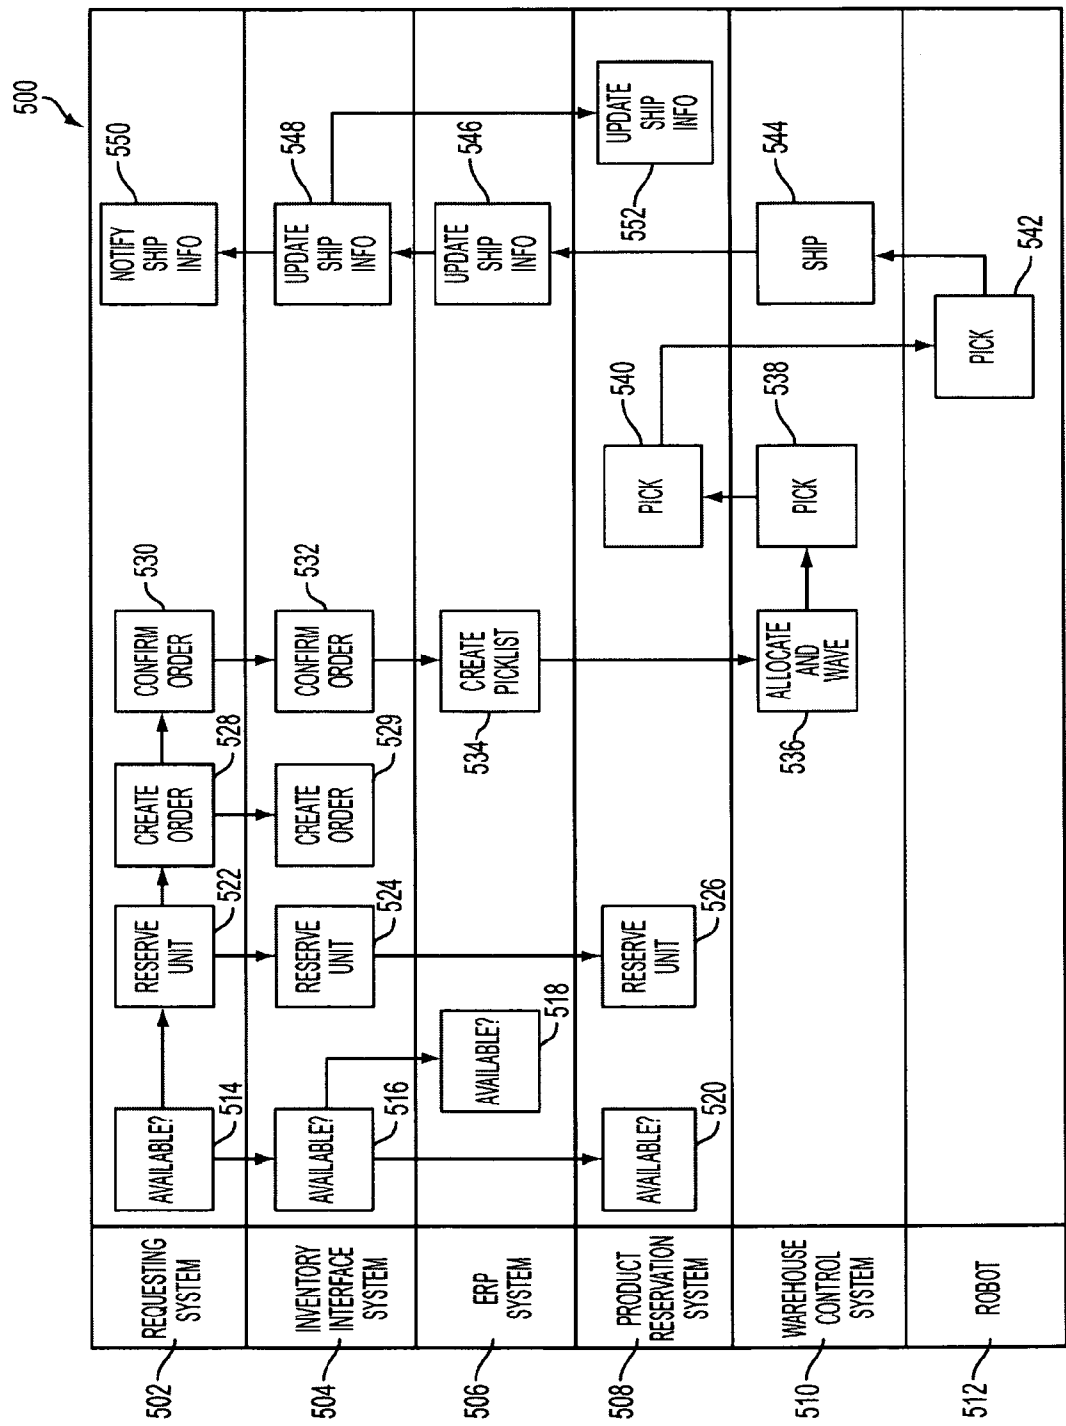 500
502
REQUESTING
SYSTEM
AVAILABLE?
514
RESERVE
UNIT
522
CREATE
ORDER
528
CONFIRM
ORDER
530
NOTIFY
SHIP
INFO
550
504
INVENTORY
INTERFACE
SYSTEM
AVAILABLE?
516
RESERVE
UNIT
524
CREATE
ORDER
529
CONFIRM
ORDER
532
UPDATE
SHIP
INFO
548
506
ERP
SYSTEM
AVAILABLE?
518
CREATE
PICKLIST
534
UPDATE
SHIP
INFO
546
508
PRODUCT
RESERVATION
SYSTEM
AVAILABLE?
520
RESERVE
UNIT
526
PICK
540
UPDATE
SHIP
INFO
552
510
WAREHOUSE
CONTROL
SYSTEM
ALLOCATE
AND
WAVE
536
PICK
538
SHIP
544
512
ROBOT
PICK
542